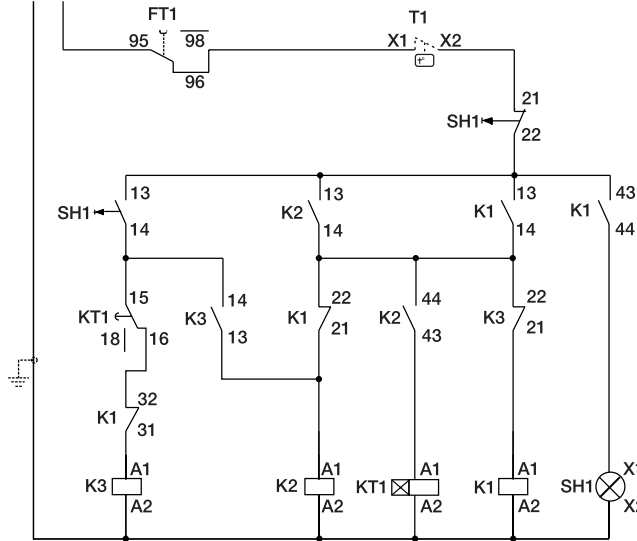 FT1 T1
95 98 X1 X2
t°
96
21
SH1
22
13 13 13 43
SH1 K2 K1 K1
14 14 14 44
15 14 22 44 22
KT1 K3 K1 K2 K3
18 16 13 21 43 21
32
K1
31
A1 A1 A1 A1 X1
K3 K2 KT1 K1 SH1
A2 A2 A2 A2 X2